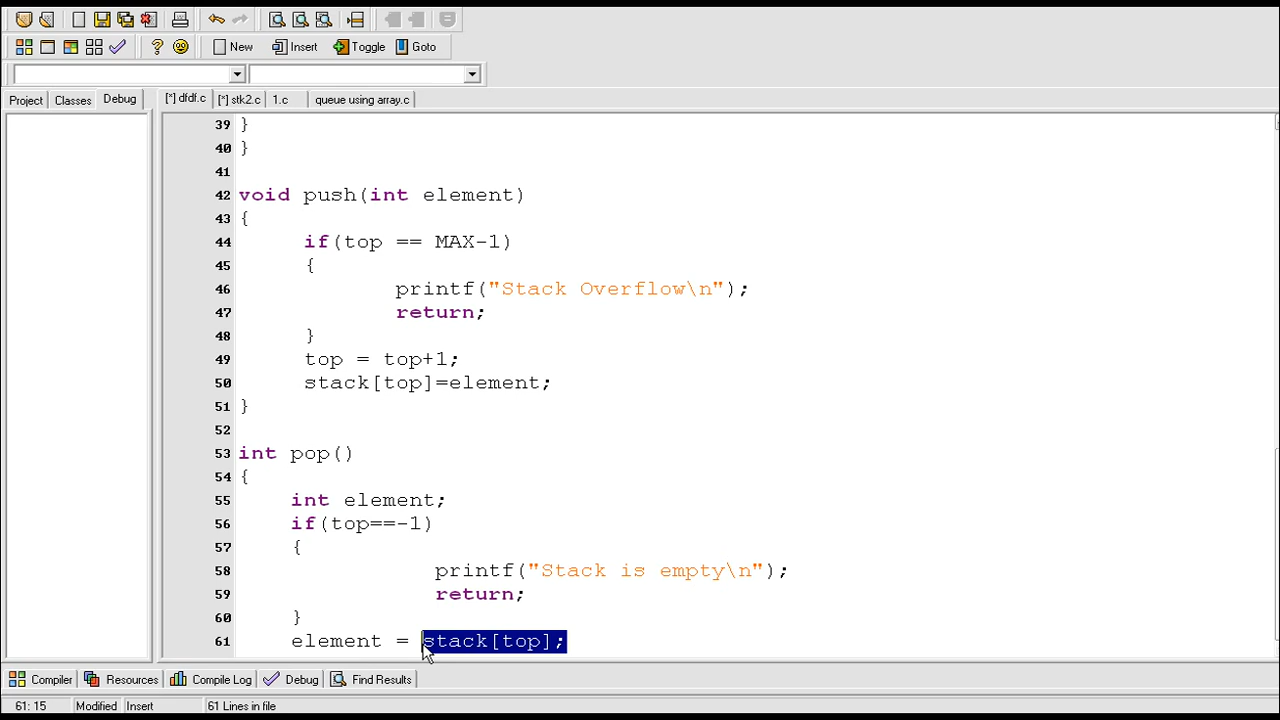 New Insert Toggle Goto
Project Classes Debug [*] dfdf.c [*] stk2.c 1.c queue using array.c
39 }
40 }
41
42 void push(int element)
43 {
44 if(top == MAX-1)
45 {
46 printf("Stack Overflow\n");
47 return;
48 }
49 top = top+1;
50 stack[top]=element;
51 }
52
53 int pop()
54 {
55 int element;
56 if(top==-1)
57 {
58 printf("Stack is empty\n");
59 return;
60 }
61 element = stack[top];
Compiler Resources Compile Log Debug Find Results
61: 15 Modified Insert 61 Lines in file